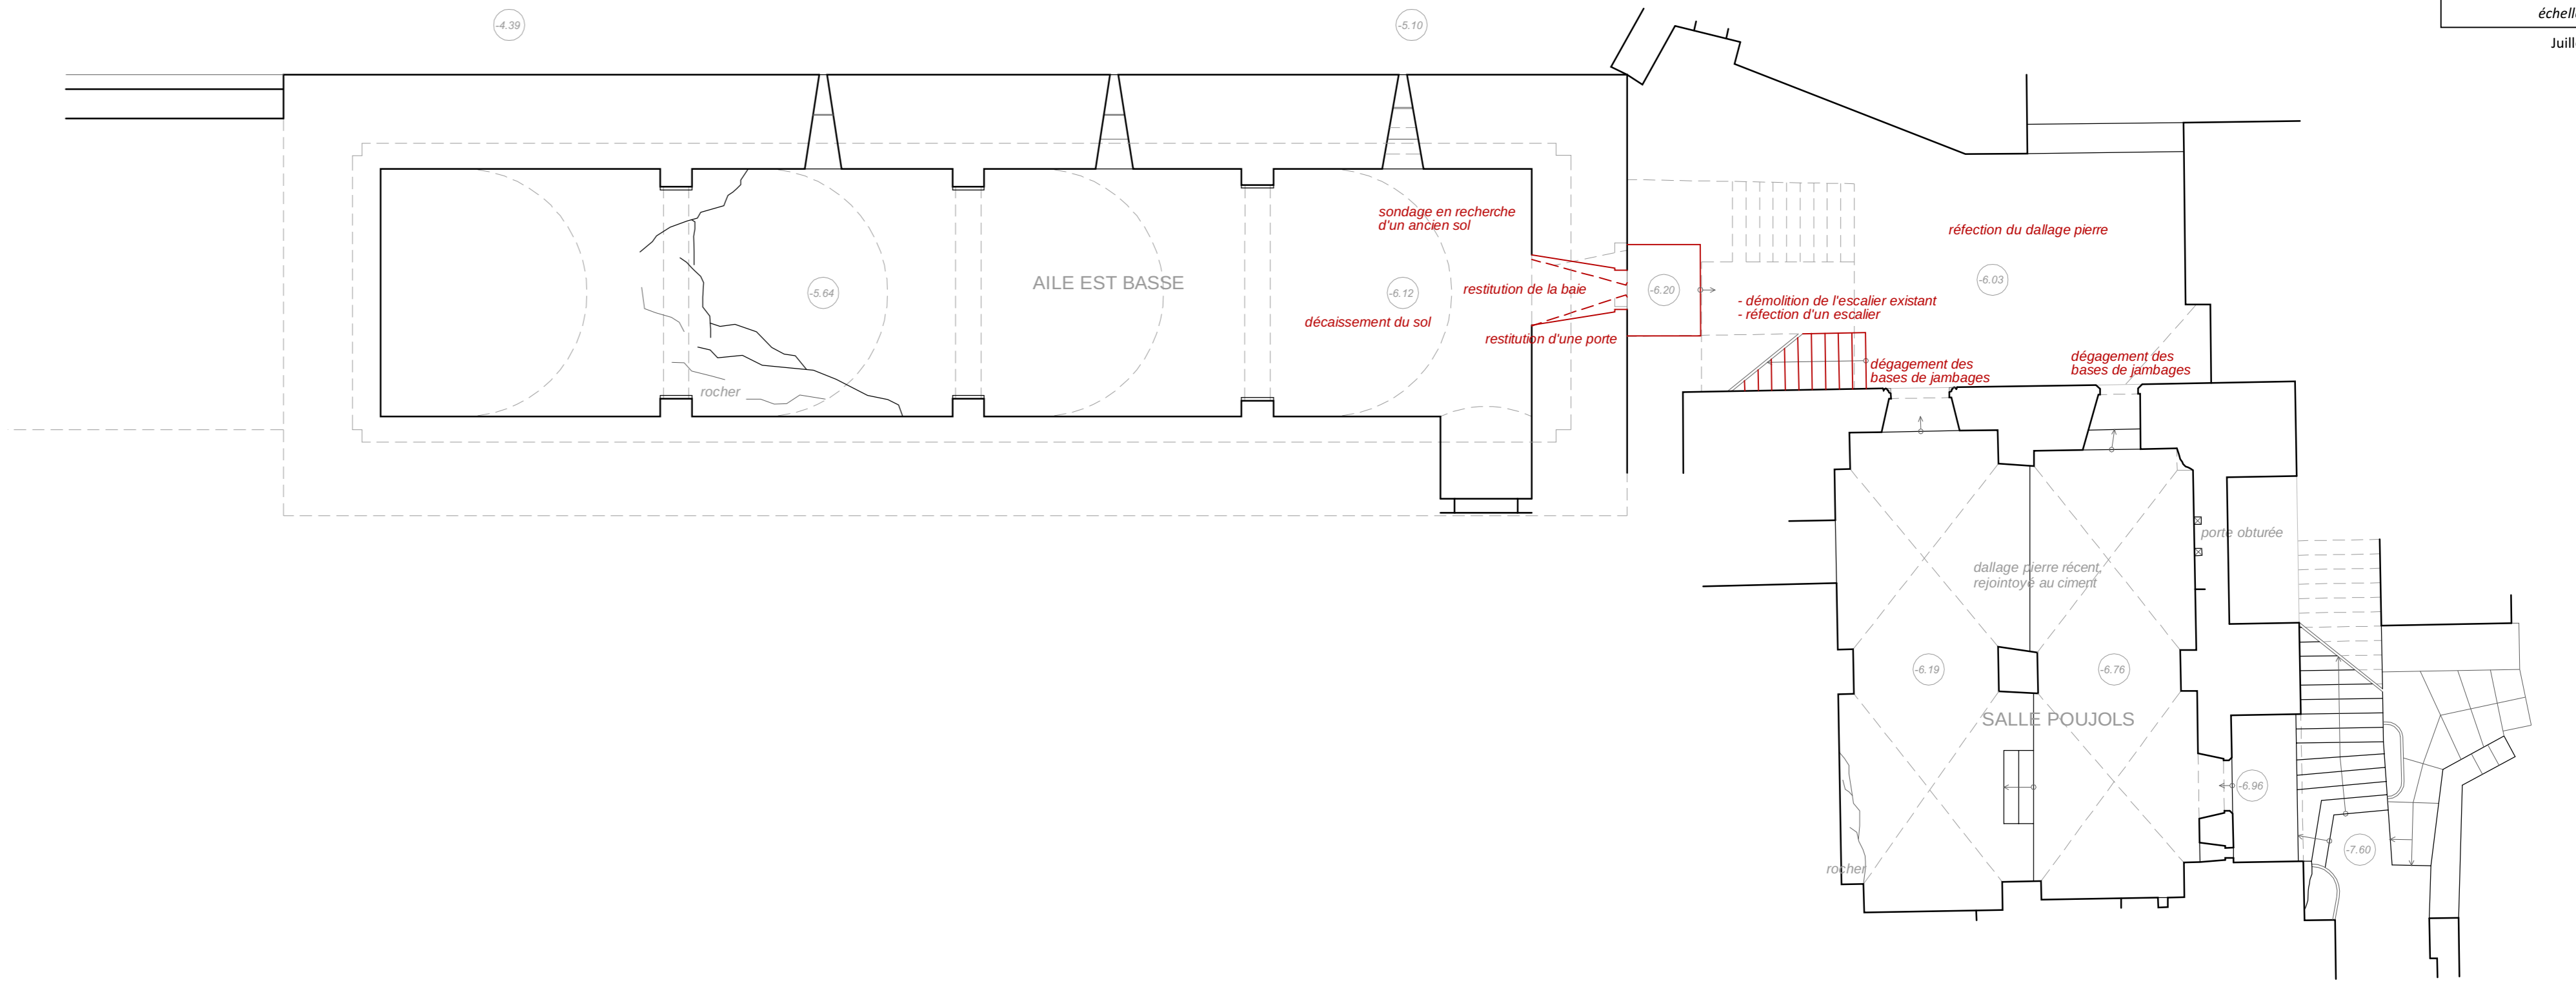 échell
Juill
-4.39
-5.10
sondage en recherche
d'un ancien sol
réfection du dallage pierre
AILE EST BASSE
-5.64
-6.12
restitution de la baie
-6.20
-6.03
- démolition de l'escalier existant
- réfection d'un escalier
décaissement du sol
restitution d'une porte
dégagement des
bases de jambages
dégagement des
bases de jambages
rocher
porte obturée
dallage pierre récent,
rejointoyé au ciment
-6.19
-6.76
SALLE POUJOLS
-6.96
-7.60
rocher